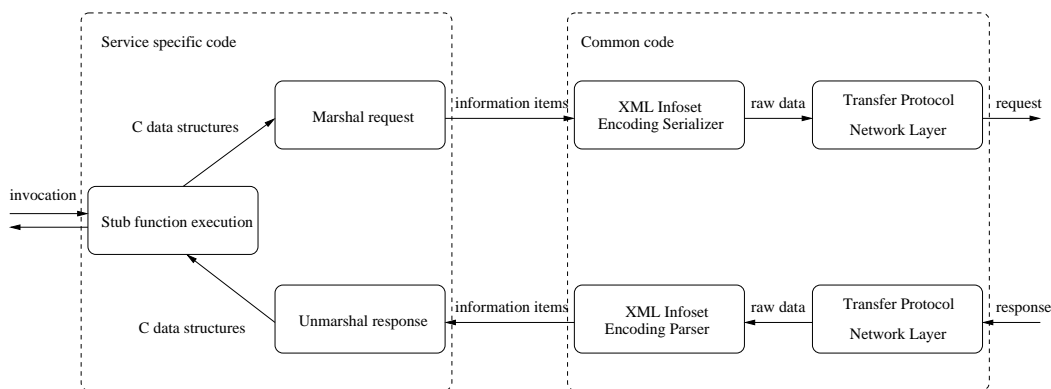 Service specific code
Common code
Marshal request
information items
XML Infoset
Encoding Serializer
raw data
Transfer Protocol
Network Layer
request
C data structures
invocation
Stub function execution
C data structures
Unmarshal response
information items
XML Infoset
Encoding Parser
raw data
Transfer Protocol
Network Layer
response